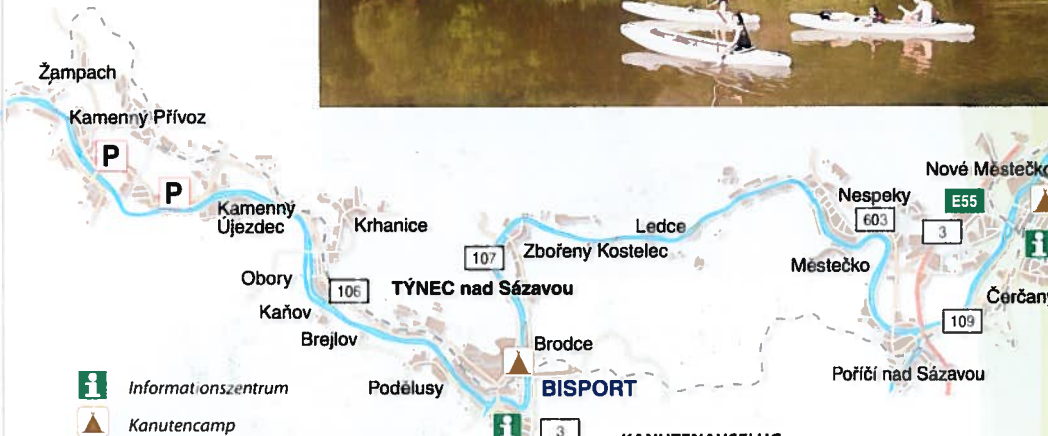 Žampach
Kamenný Přívoz
P
P
Kamenný
Újezdec
Krhanice
Obory
106
Kaňov
Brejlov
TÝNEC nad Sázavou
107
Zbořený Kostelec
Ledce
Nespeky
603
Městečko
Nové Městečko
E55
3
Čerčany
109
Poříčí nad Sázavou
Brodce
BISPORT
Podělusy
3
Informationszentrum
Kanutencamp